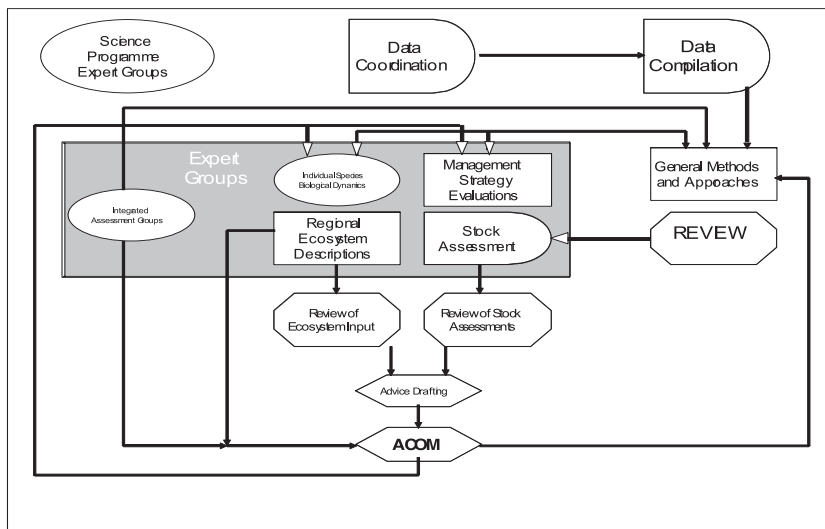 Science
Programme
Expert Groups
Data
Coordination
Data
Compilation
Expert
Groups
Individual Species
Biological Dynamics
Management
Strategy
Evaluations
General Methods
and Approaches
Integrated
Assessment Groups
Regional
Ecosystem
Descriptions
Stock
Assessment
REVIEW
Review of
Ecosystem Input
Review of Stock
Assessments
Advice Drafting
ACOM